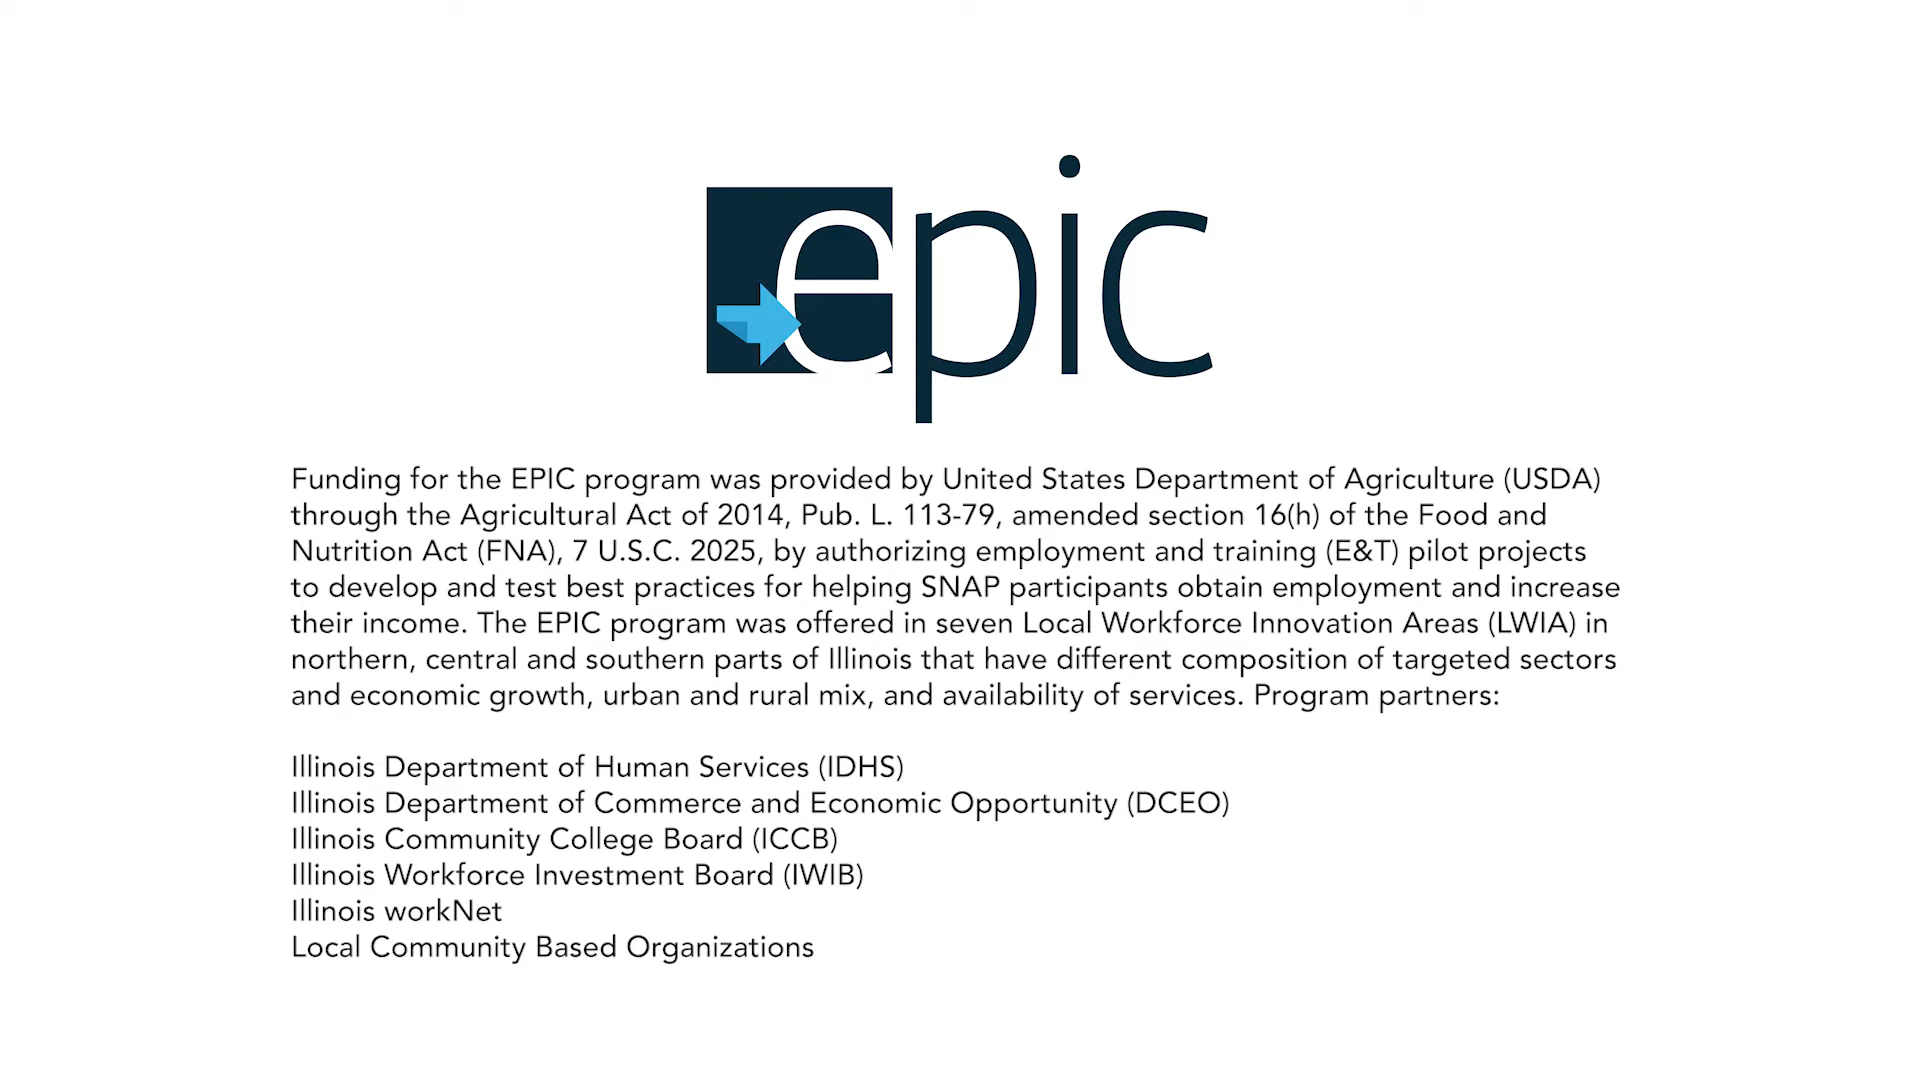 epic
Funding for the EPIC program was provided by United States Department of Agriculture (USDA)
through the Agricultural Act of 2014, Pub. L. 113-79, amended section 16(h) of the Food and
Nutrition Act (FNA), 7 U.S.C. 2025, by authorizing employment and training (E&T) pilot projects
to develop and test best practices for helping SNAP participants obtain employment and increase
their income. The EPIC program was offered in seven Local Workforce Innovation Areas (LWIA) in
northern, central and southern parts of Illinois that have different composition of targeted sectors
and economic growth, urban and rural mix, and availability of services. Program partners:
Illinois Department of Human Services (IDHS)
Illinois Department of Commerce and Economic Opportunity (DCEO)
Illinois Community College Board (ICCB)
Illinois Workforce Investment Board (IWIB)
Illinois workNet
Local Community Based Organizations